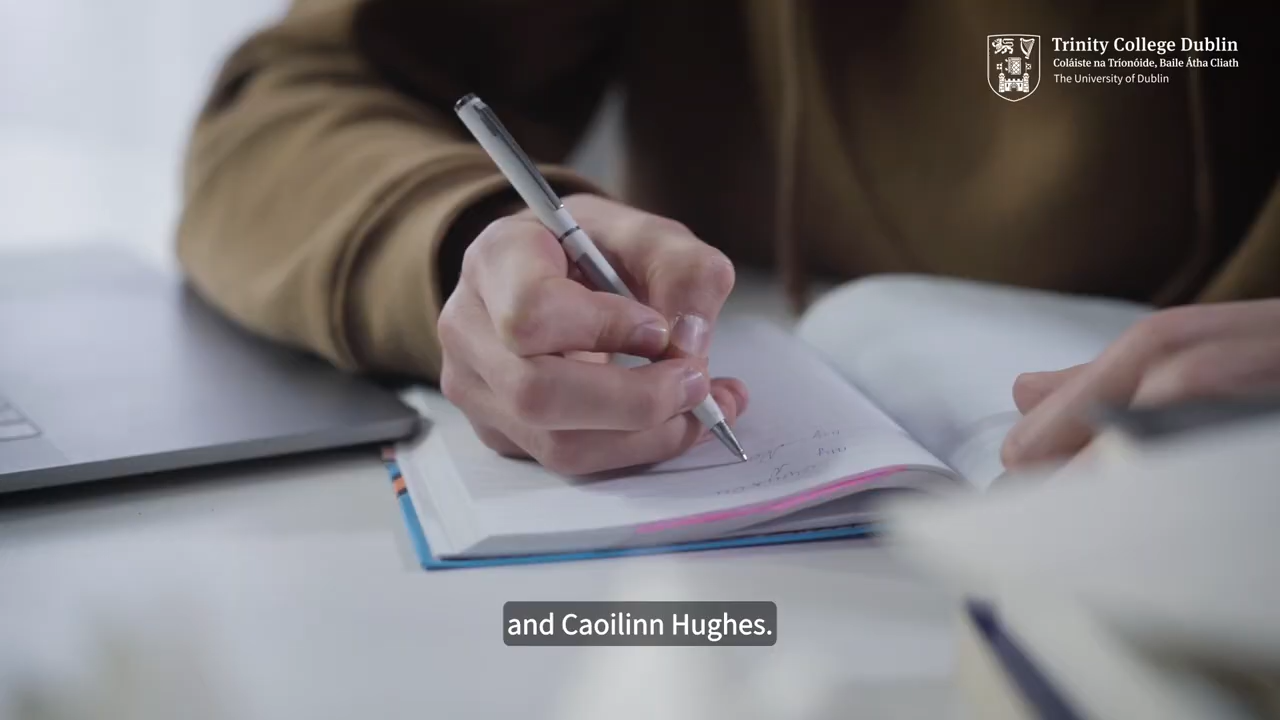 Trinity College Dublin
Coláiste na Tríonóide, Baile Átha Cliath
The University of Dublin
and Caoilinn Hughes.